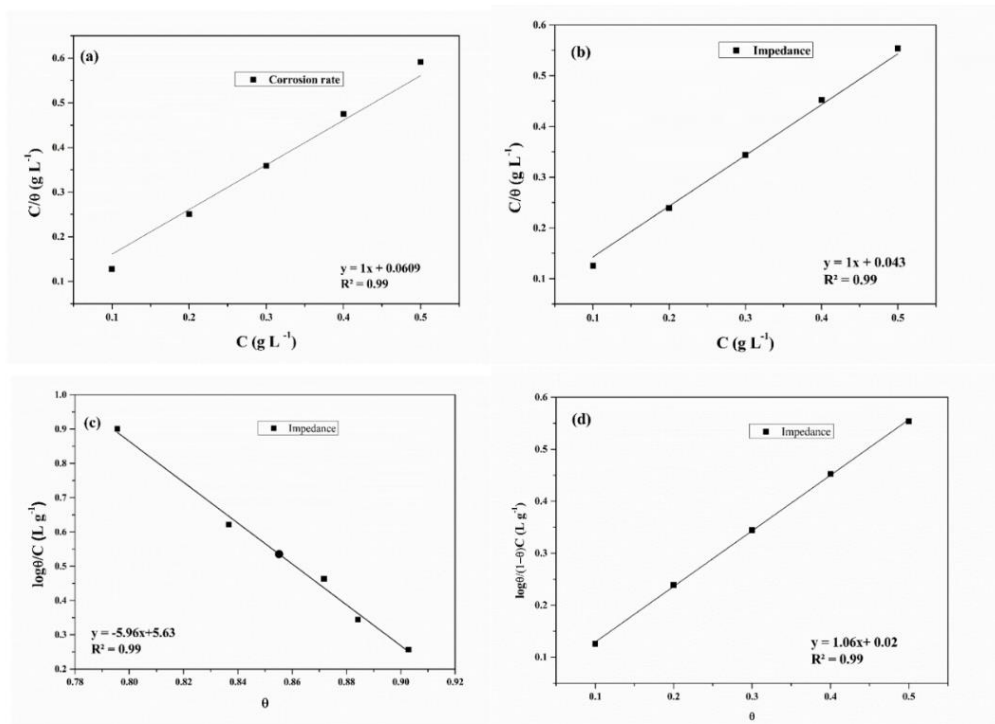 (a)
Corrosion rate
C/θ (g L⁻¹)
0.6
0.5
0.4
0.3
0.2
0.1
y = 1x + 0.0609
R² = 0.99
0.1 0.2 0.3 0.4 0.5
C (g L⁻¹)
(b)
Impedance
C/θ (g L⁻¹)
0.6
0.5
0.4
0.3
0.2
0.1
y = 1x + 0.043
R² = 0.99
0.1 0.2 0.3 0.4 0.5
C (g L⁻¹)
(c)
Impedance
logθ/C (L g⁻¹)
1.0
0.9
0.8
0.7
0.6
0.5
0.4
0.3
0.2
y = -5.96x+5.63
R² = 0.99
0.78 0.80 0.82 0.84 0.86 0.88 0.90 0.92
θ
(d)
Impedance
logθ/(1−θ)C (L g⁻¹)
0.6
0.5
0.4
0.3
0.2
0.1
y = 1.06x+ 0.02
R² = 0.99
0.1 0.2 0.3 0.4 0.5
θ